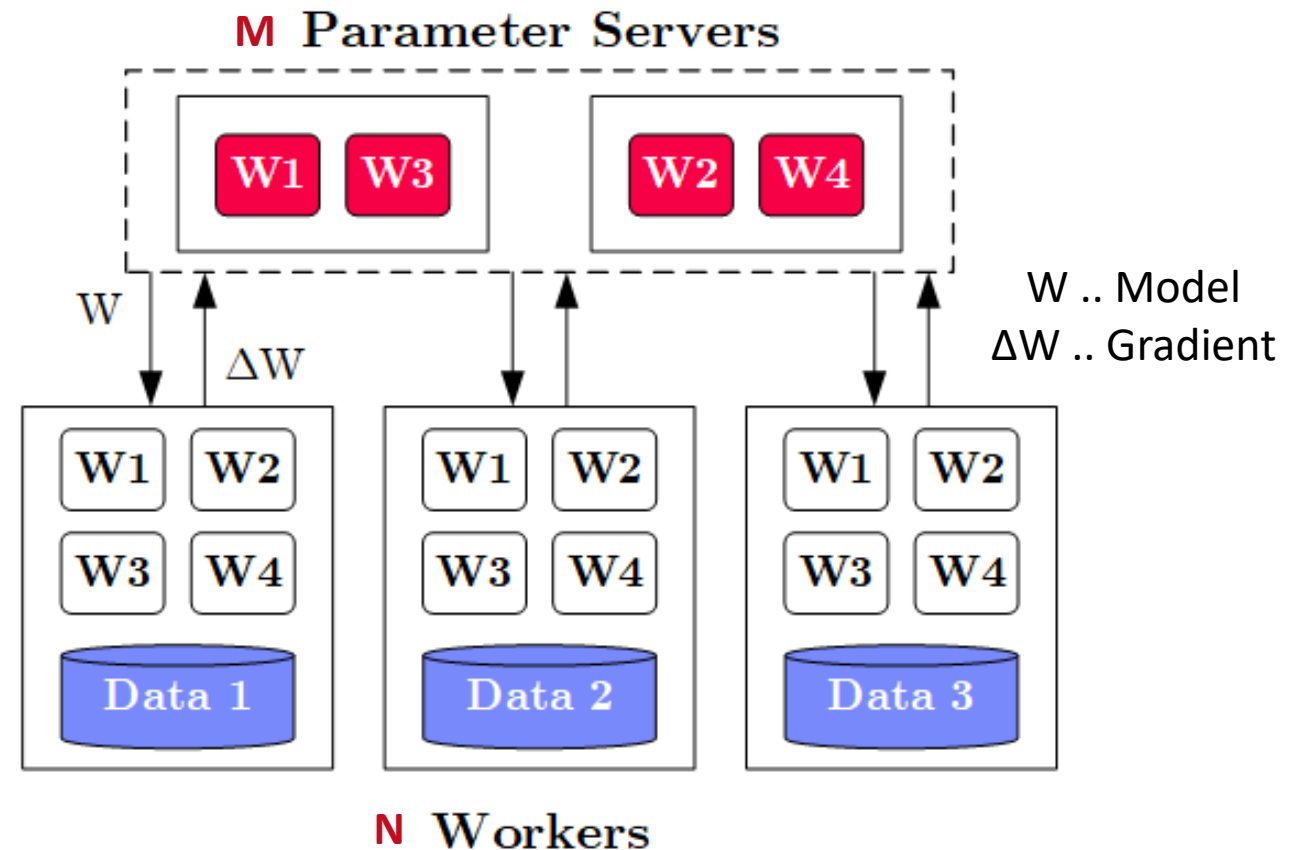 M Parameter Servers
W1 W3 W2 W4
W
ΔW
W .. Model
ΔW .. Gradient
W1 W2 W1 W2 W1 W2
W3 W4 W3 W4 W3 W4
Data 1 Data 2 Data 3
N Workers